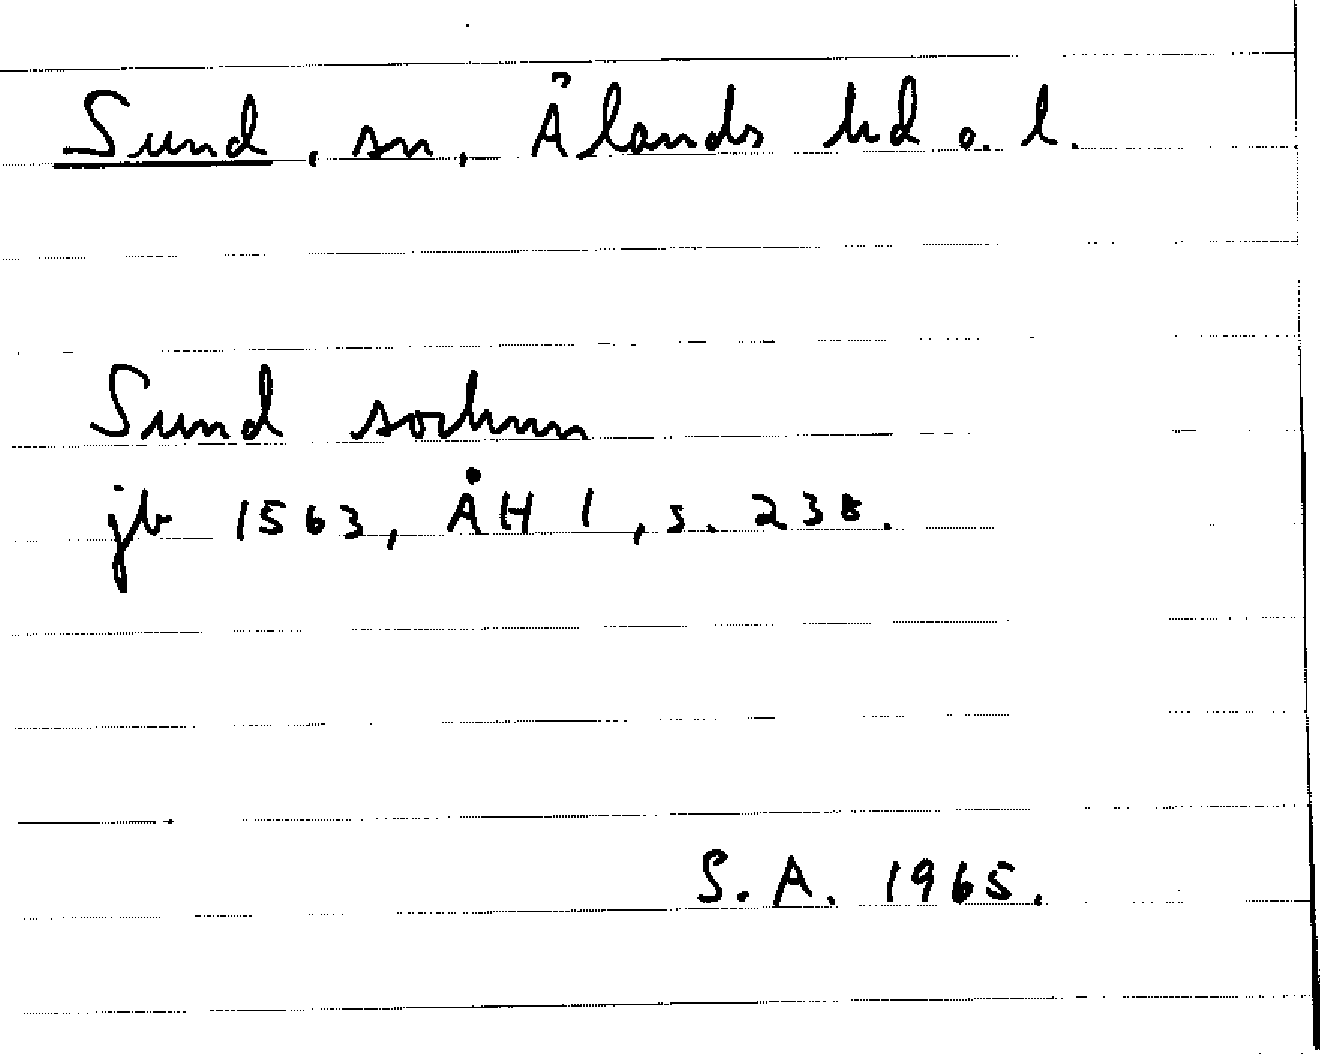 Sund, sn, Ålands hd o. l.
Sund sochnn
jb 1563, ÅH 1, s. 238.
S.A. 1965.